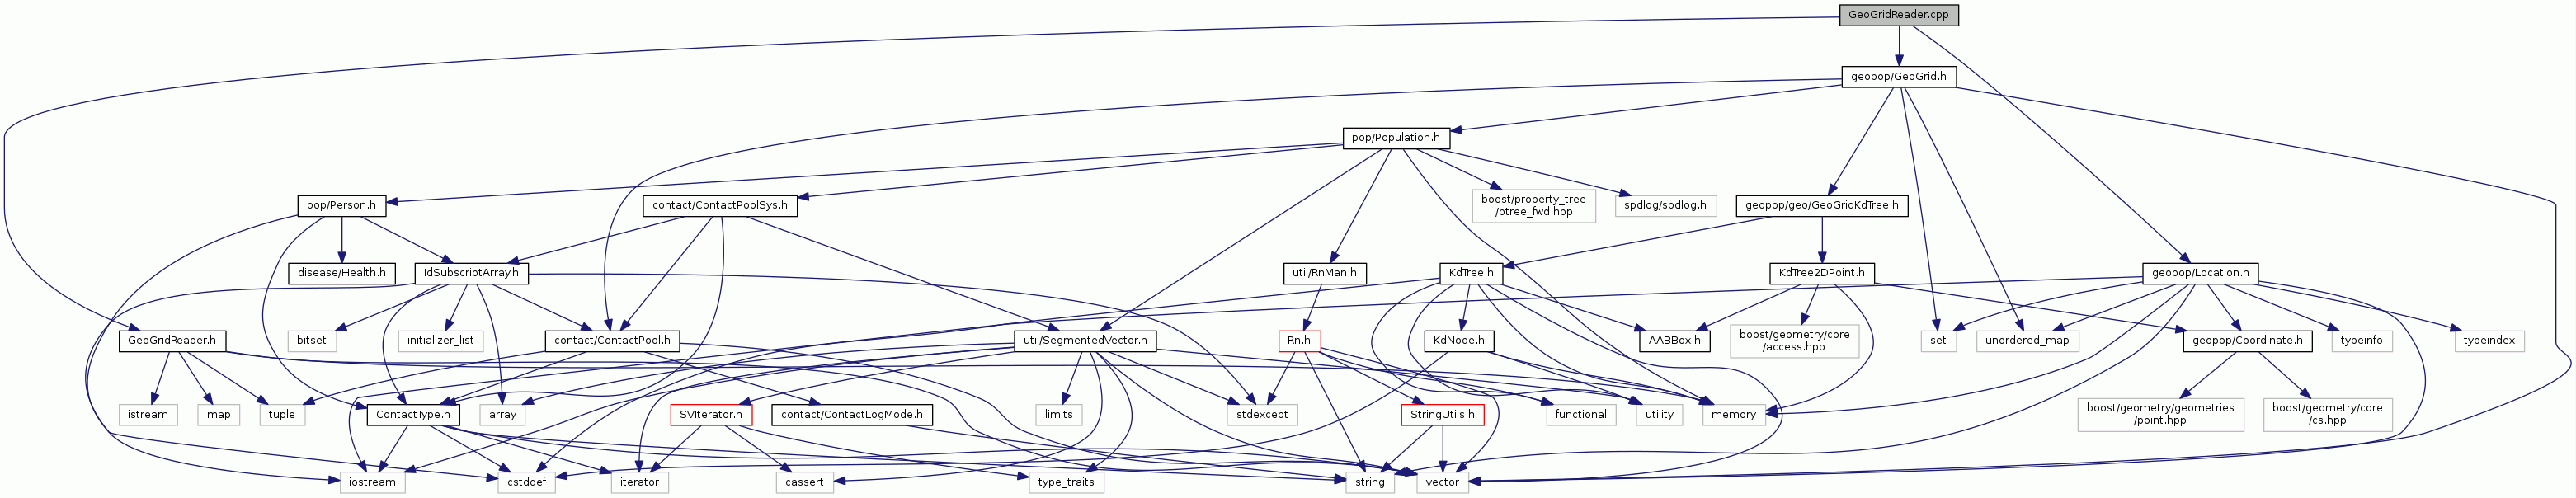 GeoGridReader.cpp
geopop/GeoGrid.h
pop/Population.h
pop/Person.h
contact/ContactPoolSys.h
boost/property_tree
/ptree_fwd.hpp
spdlog/spdlog.h
geopop/geo/GeoGridKdTree.h
disease/Health.h
IdSubscriptArray.h
util/RnMan.h
KdTree.h
KdTree2DPoint.h
geopop/Location.h
GeoGridReader.h
bitset
initializer_list
contact/ContactPool.h
util/SegmentedVector.h
Rn.h
KdNode.h
AABBox.h
boost/geometry/core
/access.hpp
set
unordered_map
geopop/Coordinate.h
typeinfo
typeindex
istream
map
tuple
ContactType.h
array
SVIterator.h
contact/ContactLogMode.h
limits
stdexcept
StringUtils.h
functional
utility
memory
boost/geometry/geometries
/point.hpp
boost/geometry/core
/cs.hpp
iostream
cstddef
iterator
cassert
type_traits
string
vector